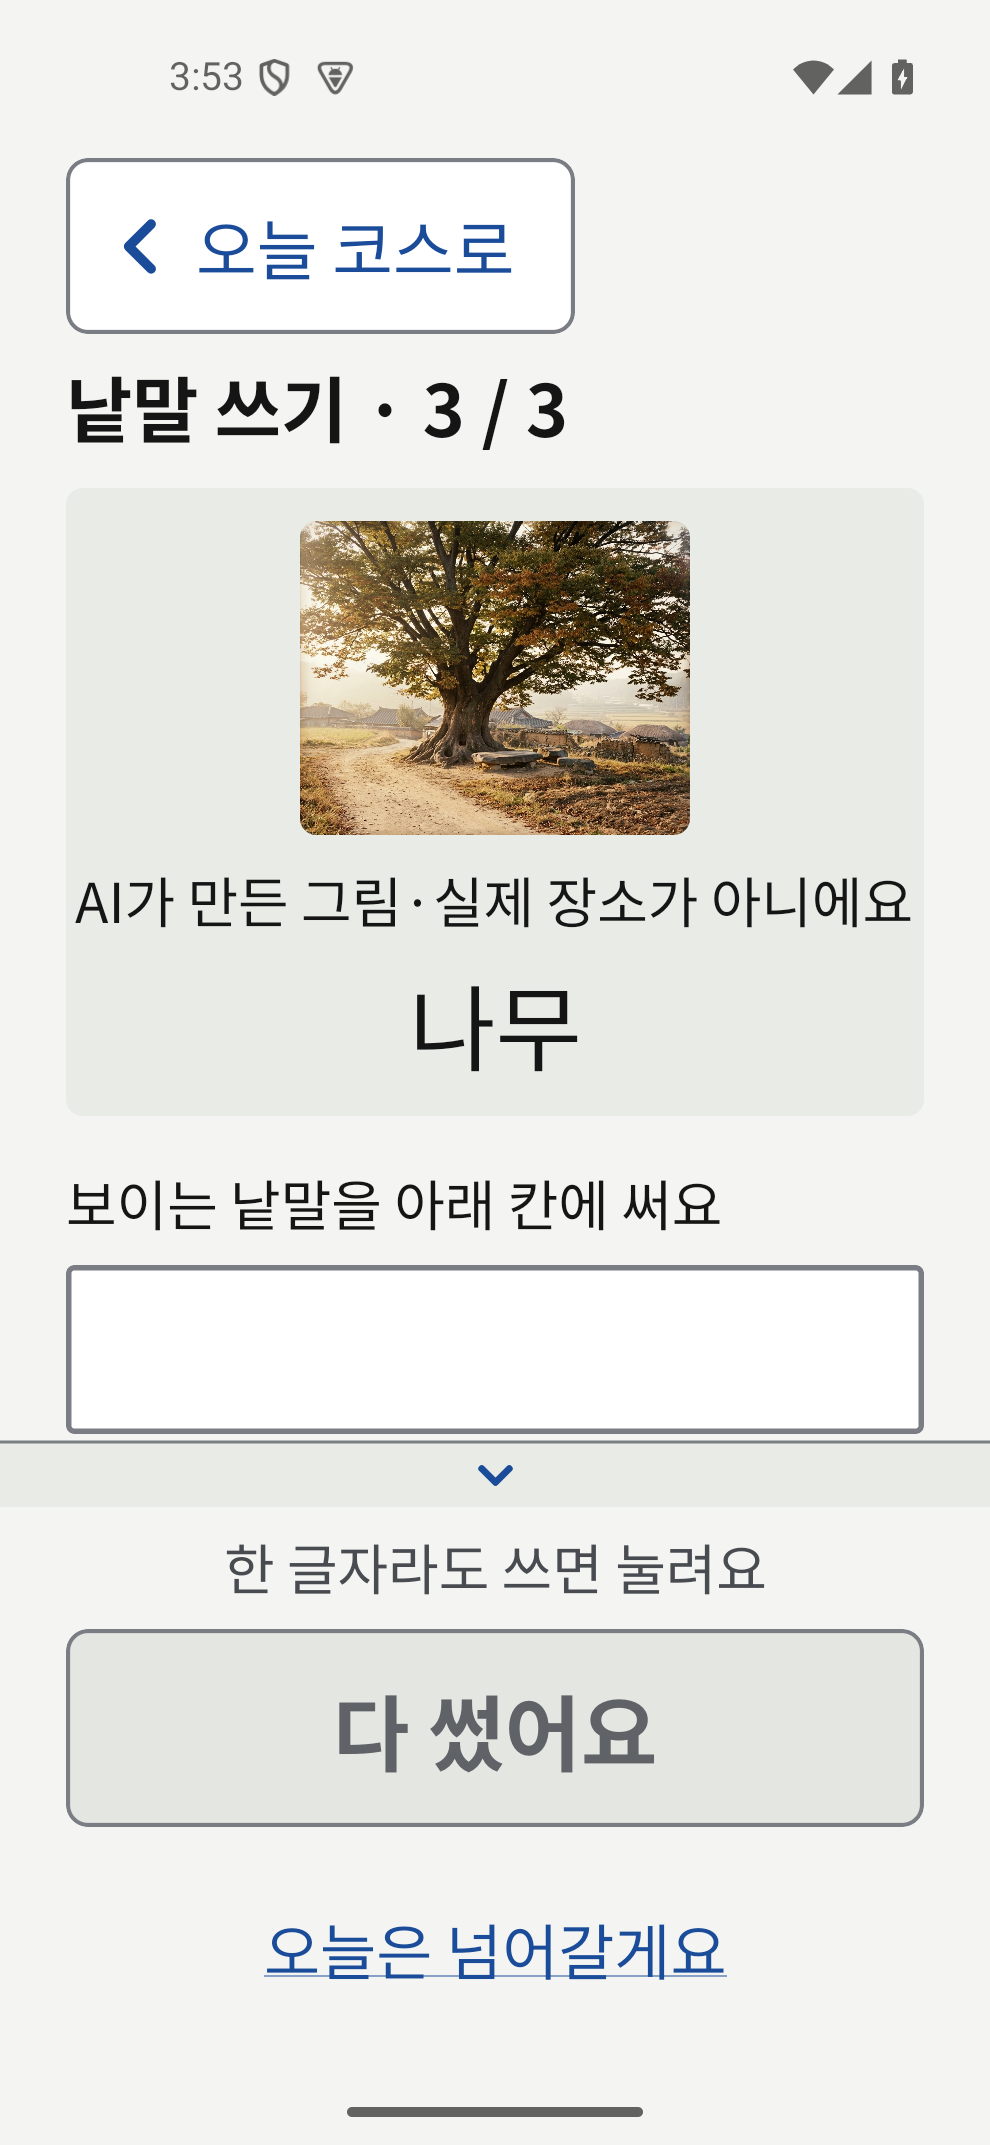 3:53
오늘 코스로
낱말 쓰기 · 3 / 3
AI가 만든 그림·실제 장소가 아니에요
나무
보이는 낱말을 아래 칸에 써요
한 글자라도 쓰면 눌려요
다 썼어요
오늘은 넘어갈게요